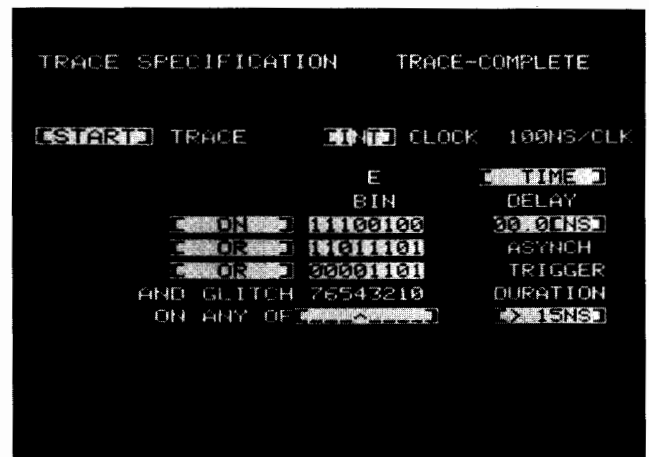 TRACE SPECIFICATION TRACE-COMPLETE
[START] TRACE [INT] CLOCK 100NS/CLK
E [ TIME ]
BIN DELAY
[ ON ] 11100100 00.0[NS]
[ OR ] 11011101 ASYNCH
[ OR ] 00001101 TRIGGER
AND GLITCH 76543210 DURATION
ON ANY OF [ ^ ] [> 15NS]